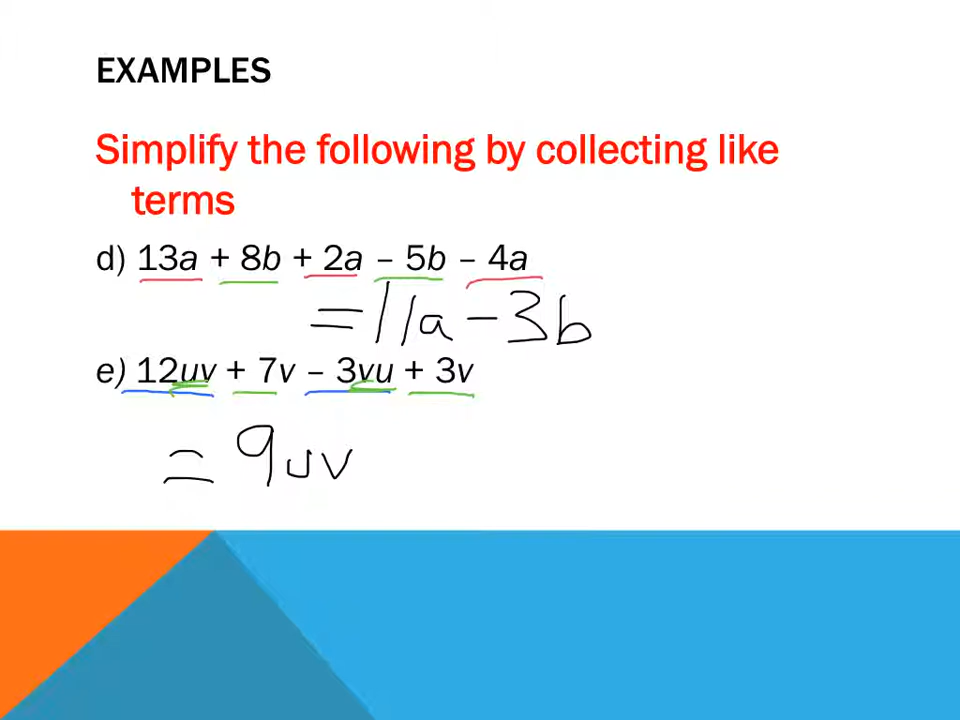 EXAMPLES
Simplify the following by collecting like
terms
d) 13a + 8b + 2a – 5b – 4a
= 11a – 3b
e) 12uv + 7v – 3vu + 3v
= 9uv